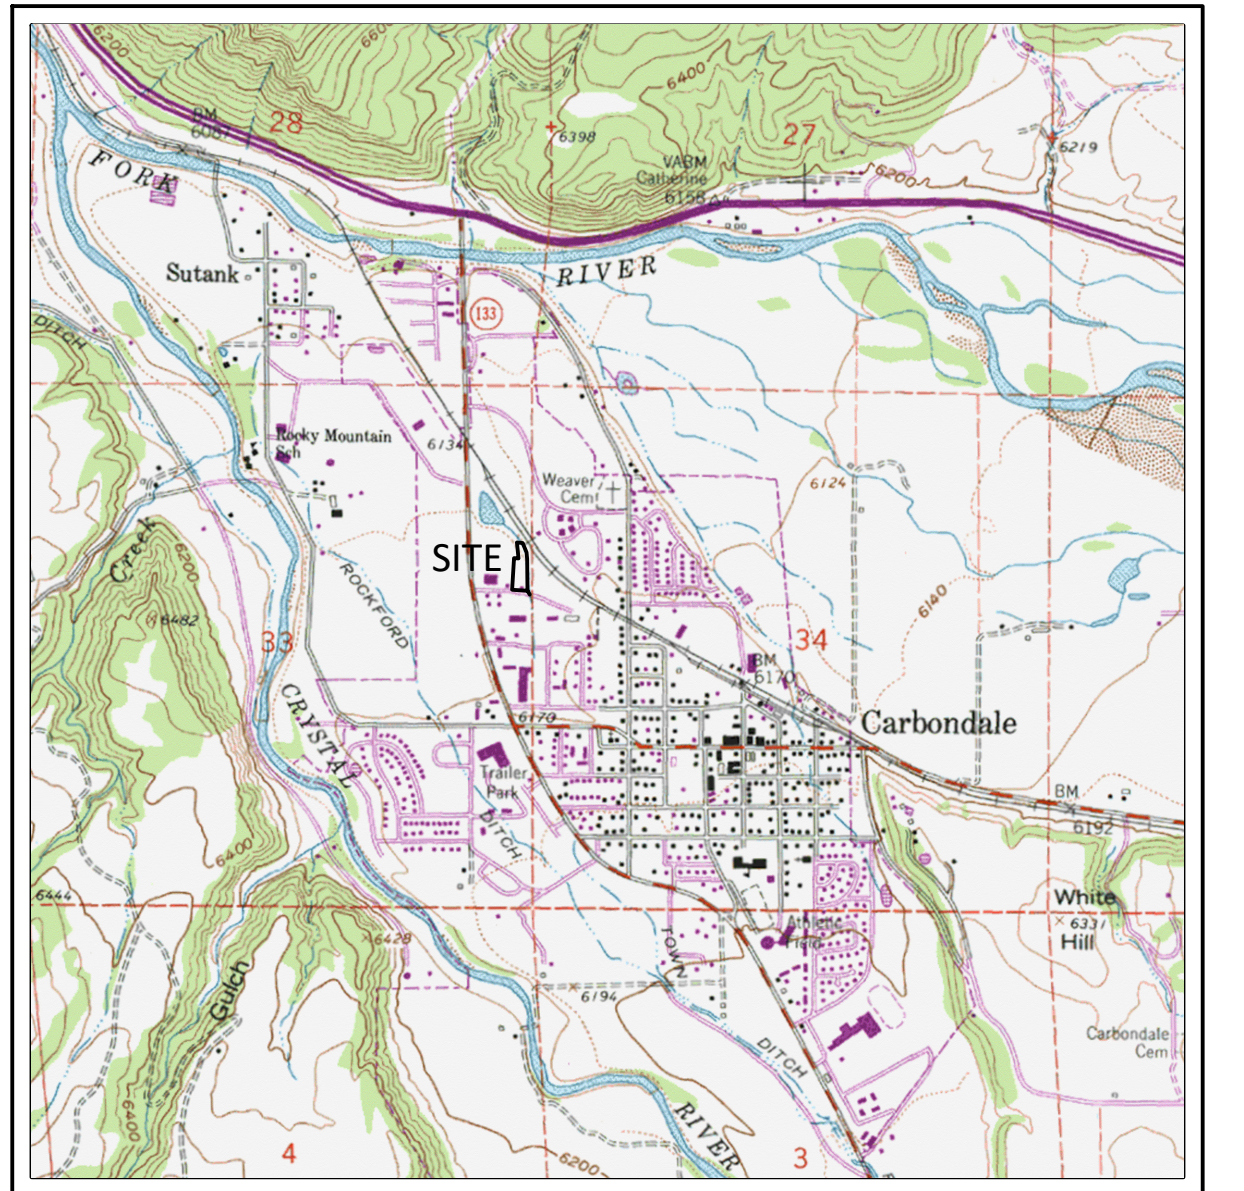 6200
6600
6400
BM
6087
28
27
6398
6219
VABM
Catherine
6158
6200
FORK
RIVER
Sutank
133
DITCH
Rocky Mountain
Sch
6134
Weaver
Cem
6124
SITE
Creek
6200
ROCKFORD
6482
6140
33
34
BM
6170
CRYSTAL
6170
Carbondale
Trailer
Park
DITCH
BM
6192
6400
6444
White
6331
Hill
Athletic
Field
6428
TOWN
Gulch
6194
DITCH
Carbondale
Cem
6400
RIVER
4
6200
3